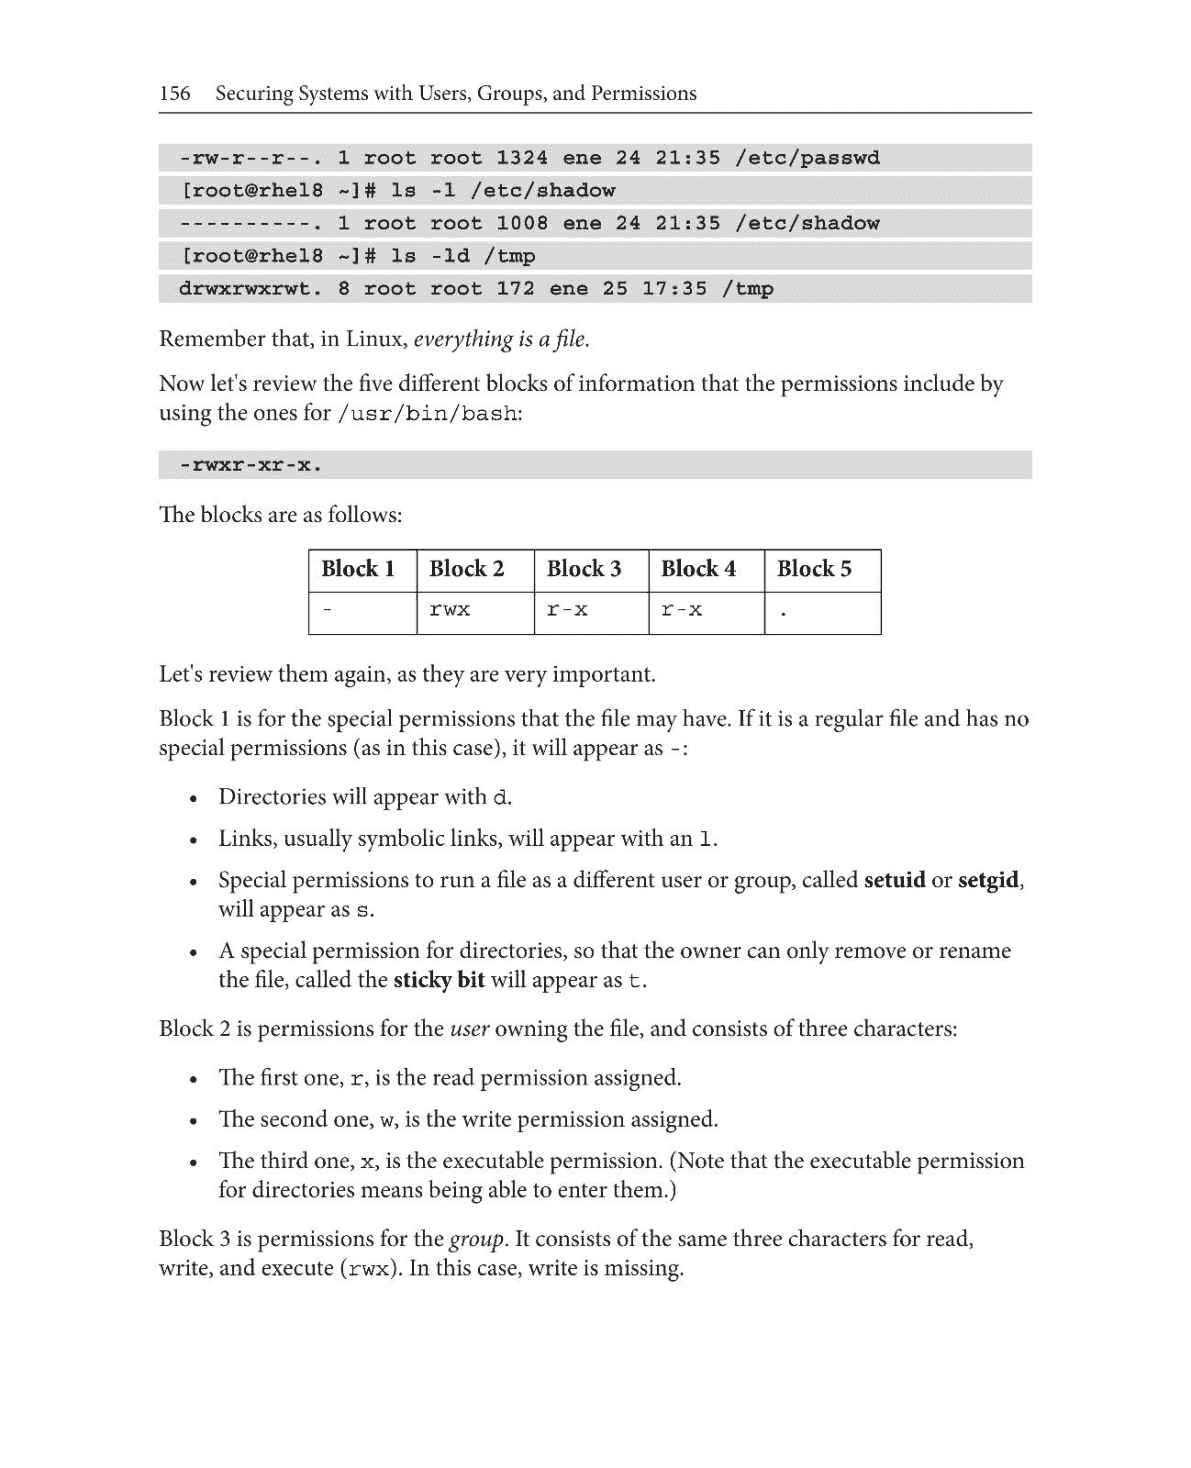 156 Securing Systems with Users, Groups, and Permissions
-rw-r--r--. 1 root root 1324 ene 24 21:35 /etc/passwd
[root@rhel8 ~]# ls -l /etc/shadow
----------. 1 root root 1008 ene 24 21:35 /etc/shadow
[root@rhel8 ~]# ls -ld /tmp
drwxrwxrwt. 8 root root 172 ene 25 17:35 /tmp
Remember that, in Linux, everything is a file.
Now let's review the five different blocks of information that the permissions include by
using the ones for /usr/bin/bash:
-rwxr-xr-x.
The blocks are as follows:
Block 1 Block 2 Block 3 Block 4 Block 5
- rwx r-x r-x .
Let's review them again, as they are very important.
Block 1 is for the special permissions that the file may have. If it is a regular file and has no
special permissions (as in this case), it will appear as -:
• Directories will appear with d.
• Links, usually symbolic links, will appear with an l.
• Special permissions to run a file as a different user or group, called setuid or setgid,
will appear as s.
• A special permission for directories, so that the owner can only remove or rename
the file, called the sticky bit will appear as t.
Block 2 is permissions for the user owning the file, and consists of three characters:
• The first one, r, is the read permission assigned.
• The second one, w, is the write permission assigned.
• The third one, x, is the executable permission. (Note that the executable permission
for directories means being able to enter them.)
Block 3 is permissions for the group. It consists of the same three characters for read,
write, and execute (rwx). In this case, write is missing.